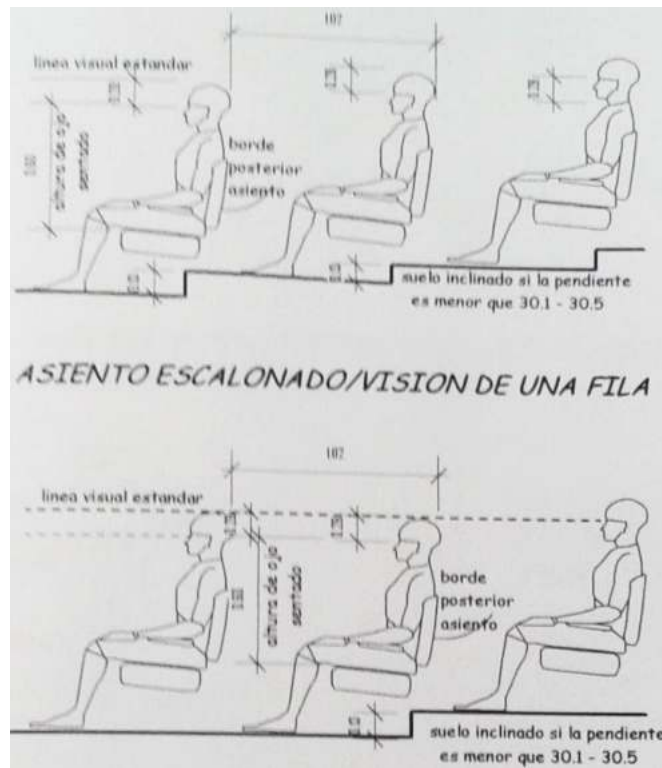 102
linea visual estandar
altura de ojo
sentado
borde
posterior
asiento
suelo inclinado si la pendiente
es menor que 30.1 - 30.5
ASIENTO ESCALONADO/VISION DE UNA FILA
102
linea visual estandar
altura de ojo
sentado
borde
posterior
asiento
suelo inclinado si la pendiente
es menor que 30.1 - 30.5